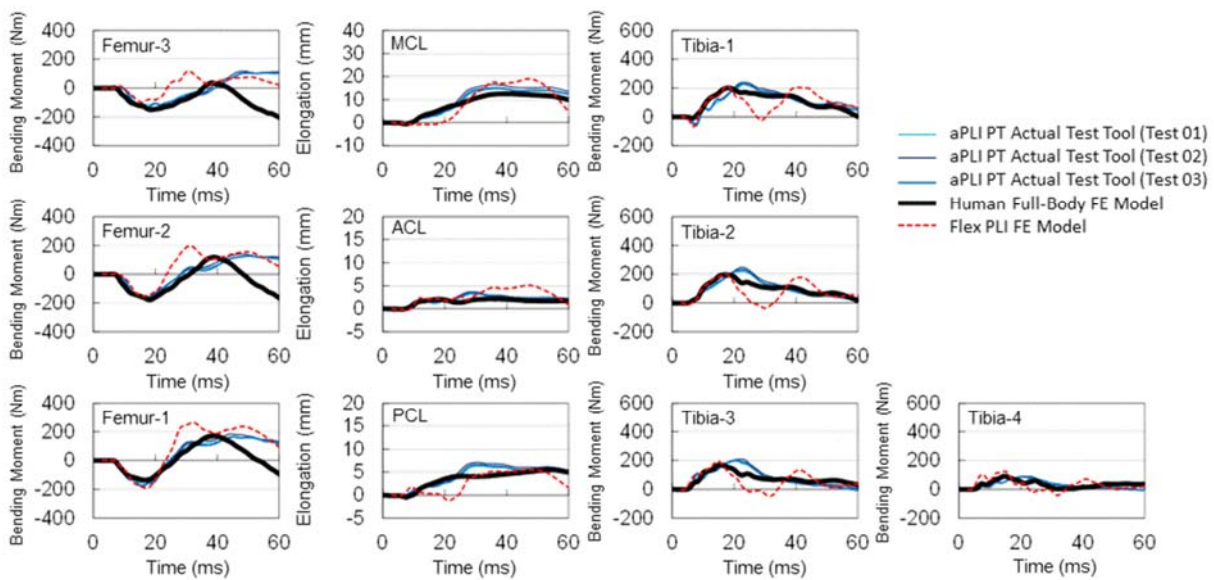 Femur-3
Bending Moment (Nm)
400
200
0
-200
-400
0 20 40 60
Time (ms)
MCL
Elongation (mm)
40
30
20
10
0
-10
0 20 40 60
Time (ms)
Tibia-1
Bending Moment (Nm)
600
400
200
0
-200
0 20 40 60
Time (ms)
aPLI PT Actual Test Tool (Test 01)
aPLI PT Actual Test Tool (Test 02)
aPLI PT Actual Test Tool (Test 03)
Human Full-Body FE Model
Flex PLI FE Model
Femur-2
Bending Moment (Nm)
400
200
0
-200
-400
0 20 40 60
Time (ms)
ACL
Elongation (mm)
20
15
10
5
0
-5
0 20 40 60
Time (ms)
Tibia-2
Bending Moment (Nm)
600
400
200
0
-200
0 20 40 60
Time (ms)
Femur-1
Bending Moment (Nm)
400
200
0
-200
-400
0 20 40 60
Time (ms)
PCL
Elongation (mm)
20
15
10
5
0
-5
0 20 40 60
Time (ms)
Tibia-3
Bending Moment (Nm)
600
400
200
0
-200
0 20 40 60
Time (ms)
Tibia-4
Bending Moment (Nm)
600
400
200
0
-200
0 20 40 60
Time (ms)